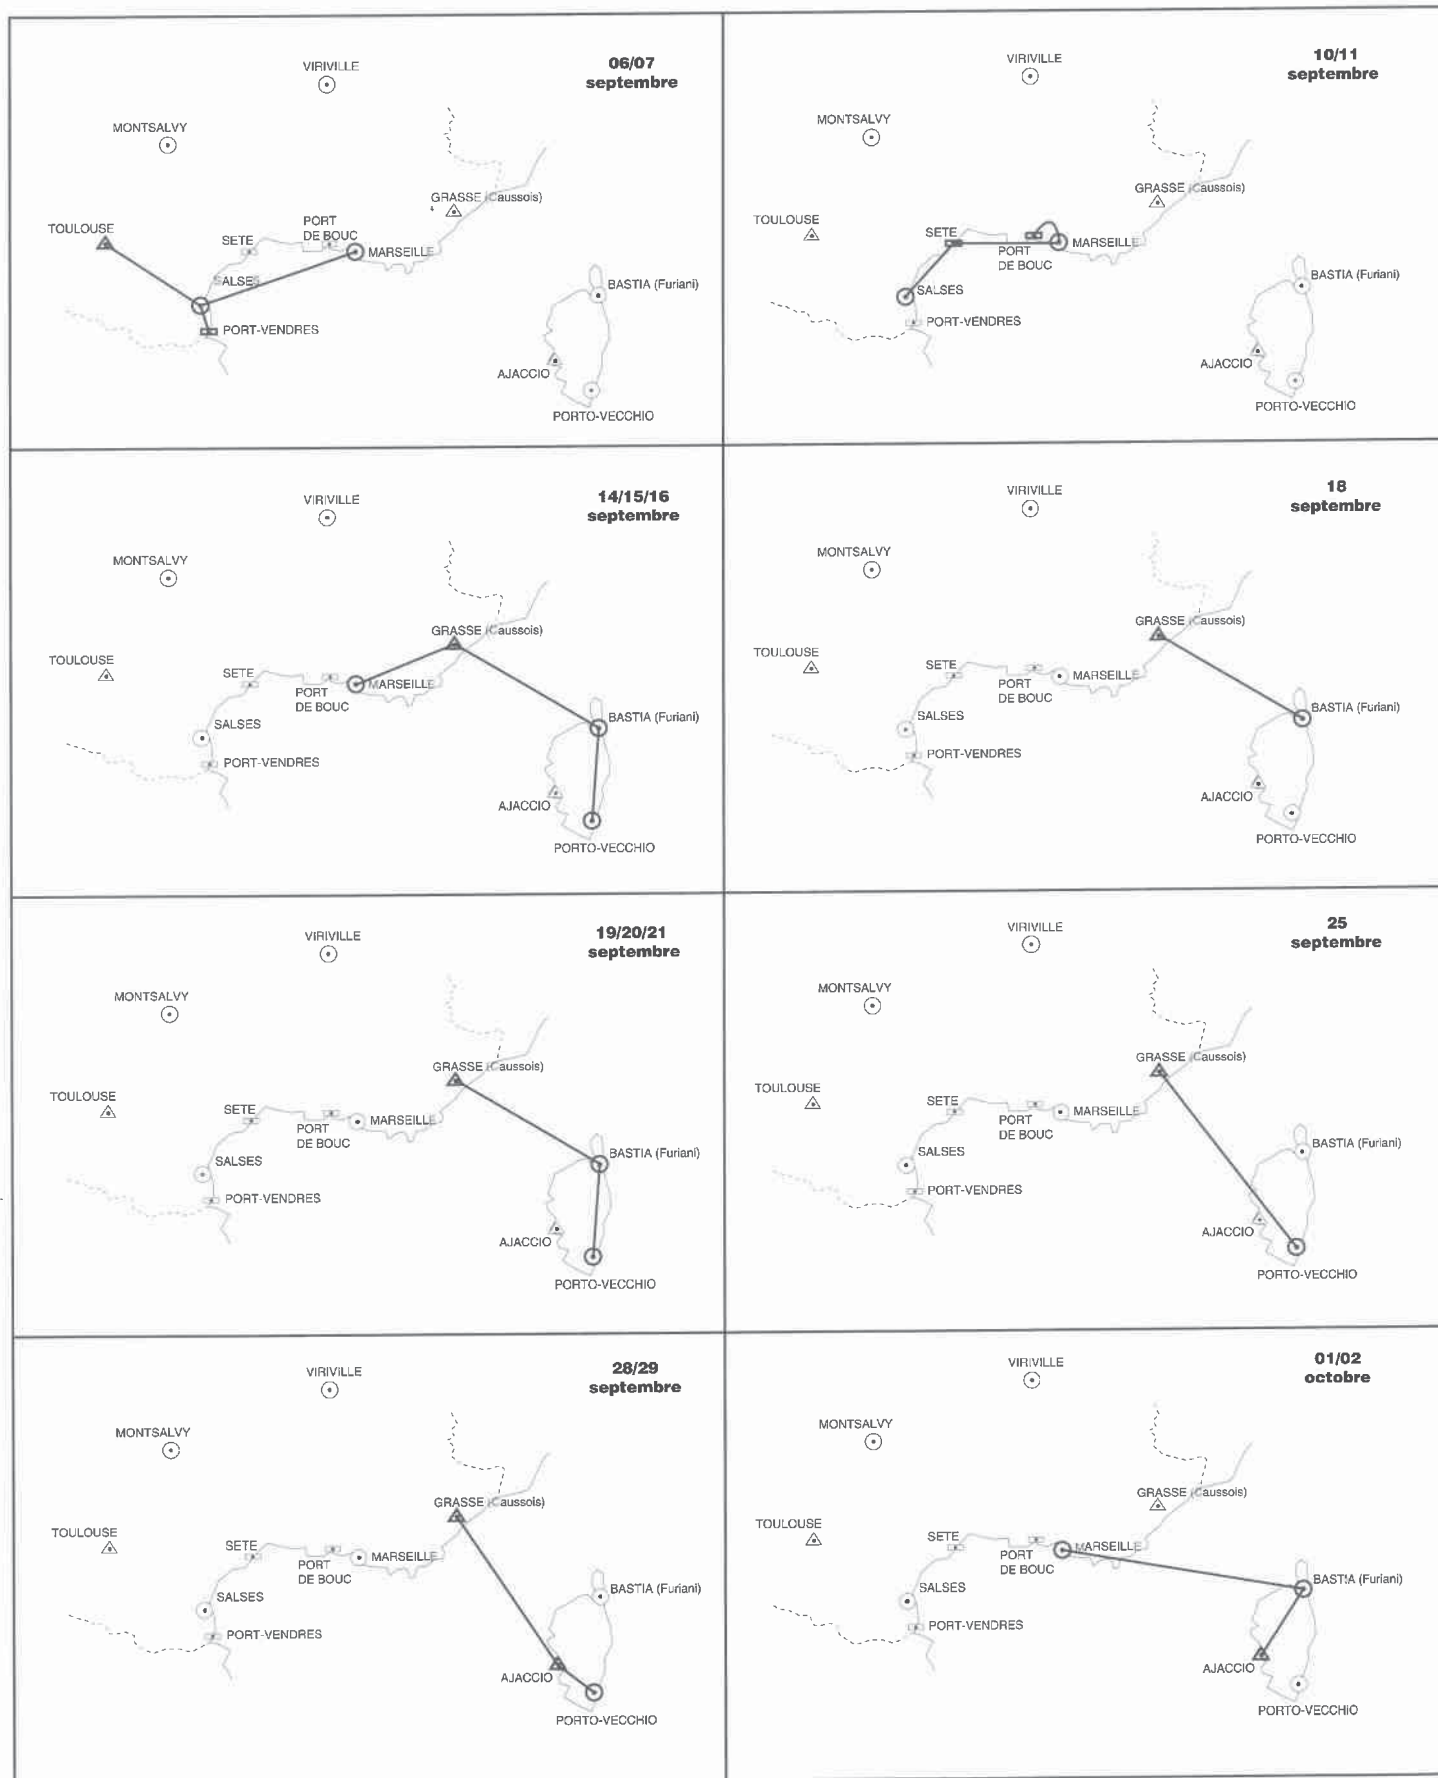 VIRIVILLE
06/07
septembre
MONTSALVY
GRASSE (Caussois)
TOULOUSE
PORT
DE BOUC
SETE
MARSEILLE
SALSES
BASTIA (Furiani)
PORT-VENDRES
AJACCIO
PORTO-VECCHIO
VIRIVILLE
10/11
septembre
MONTSALVY
GRASSE (Caussois)
TOULOUSE
SETE
MARSEILLE
PORT
DE BOUC
BASTIA (Furiani)
SALSES
PORT-VENDRES
AJACCIO
PORTO-VECCHIO
VIRIVILLE
14/15/16
septembre
MONTSALVY
GRASSE (Caussois)
TOULOUSE
SETE
MARSEILLE
PORT
DE BOUC
BASTIA (Furiani)
SALSES
PORT-VENDRES
AJACCIO
PORTO-VECCHIO
VIRIVILLE
18
septembre
MONTSALVY
GRASSE (Caussois)
TOULOUSE
SETE
MARSEILLE
PORT
DE BOUC
BASTIA (Furiani)
SALSES
PORT-VENDRES
AJACCIO
PORTO-VECCHIO
VIRIVILLE
19/20/21
septembre
MONTSALVY
GRASSE (Caussois)
TOULOUSE
SETE
MARSEILLE
PORT
DE BOUC
BASTIA (Furiani)
SALSES
PORT-VENDRES
AJACCIO
PORTO-VECCHIO
VIRIVILLE
25
septembre
MONTSALVY
GRASSE (Caussois)
TOULOUSE
SETE
MARSEILLE
PORT
DE BOUC
BASTIA (Furiani)
SALSES
PORT-VENDRES
AJACCIO
PORTO-VECCHIO
VIRIVILLE
28/29
septembre
MONTSALVY
GRASSE (Caussois)
TOULOUSE
SETE
MARSEILLE
PORT
DE BOUC
BASTIA (Furiani)
SALSES
PORT-VENDRES
AJACCIO
PORTO-VECCHIO
VIRIVILLE
01/02
octobre
MONTSALVY
GRASSE (Caussois)
TOULOUSE
SETE
MARSEILLE
PORT
DE BOUC
BASTIA (Furiani)
SALSES
PORT-VENDRES
AJACCIO
PORTO-VECCHIO